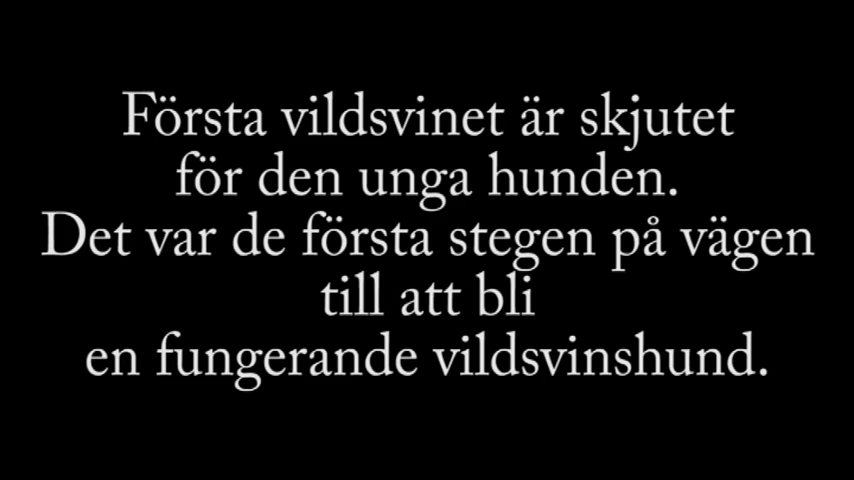 Första vildsvinet är skjutet
för den unga hunden.
Det var de första stegen på vägen
till att bli
en fungerande vildsvinshund.